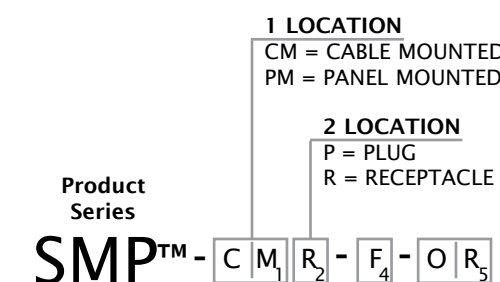 1 LOCATION
CM = CABLE MOUNTED
PM = PANEL MOUNTED
2 LOCATION
P = PLUG
R = RECEPTACLE
Product
Series
SMP™ - C M1 R2 - F4 - O R5